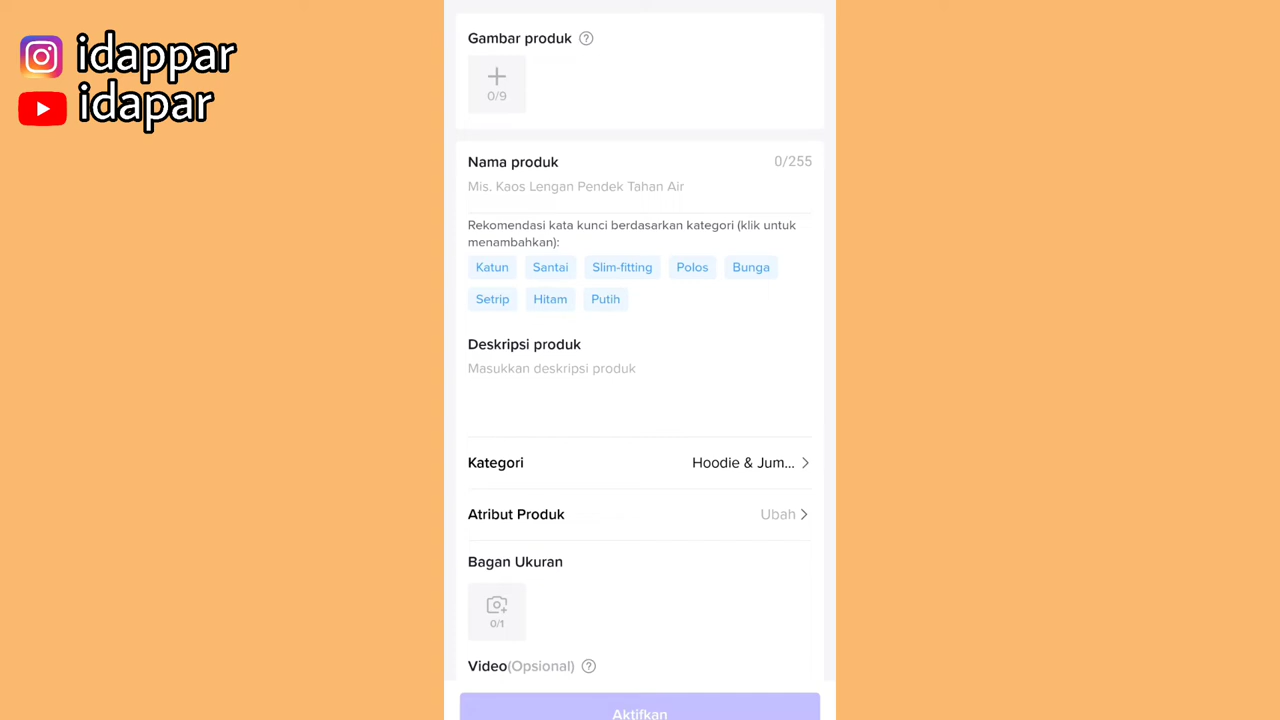 idappar
idapar
Gambar produk ?
0/9
Nama produk 0/255
Mis. Kaos Lengan Pendek Tahan Air
Rekomendasi kata kunci berdasarkan kategori (klik untuk
menambahkan):
Katun Santai Slim-fitting Polos Bunga
Setrip Hitam Putih
Deskripsi produk
Masukkan deskripsi produk
Kategori Hoodie & Jum...
Atribut Produk Ubah
Bagan Ukuran
0/1
Video(Opsional) ?
Aktifkan